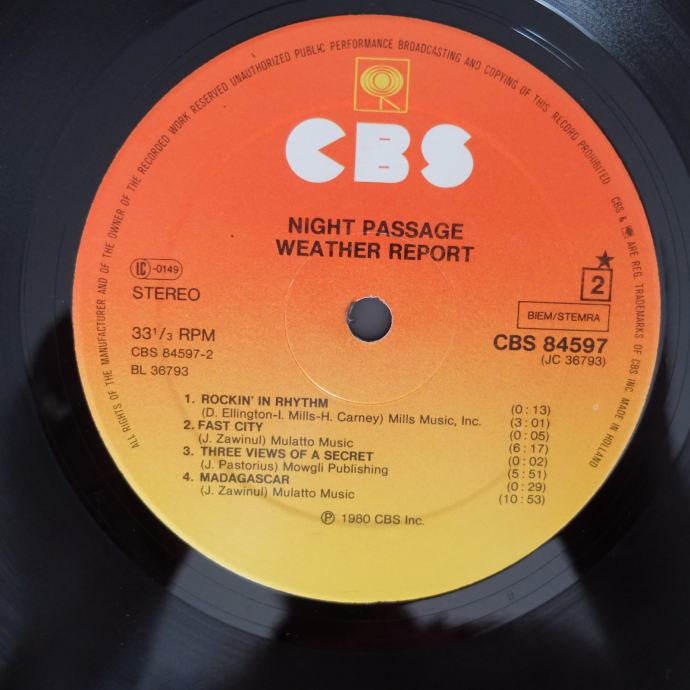 ALL RIGHTS OF THE MANUFACTURER AND OF THE OWNER OF THE RECORDED WORK RESERVED UNAUTHORIZED PUBLIC PERFORMANCE BROADCASTING AND COPYING OF THIS RECORD PROHIBITED CBS & ARE REG. TRADEMARKS OF CBS INC. MADE IN HOLLAND
CBS
NIGHT PASSAGE
WEATHER REPORT
LC -0149
STEREO
33 1/3 RPM
CBS 84597-2
BL 36793
★
2
BIEM/STEMRA
CBS 84597
(JC 36793)
1. ROCKIN' IN RHYTHM (0:13)
(D. Ellington-I. Mills-H. Carney) Mills Music, Inc. (3:01)
2. FAST CITY (0:05)
(J. Zawinul) Mulatto Music (6:17)
3. THREE VIEWS OF A SECRET (0:02)
(J. Pastorius) Mowgli Publishing (5:51)
4. MADAGASCAR (0:29)
(J. Zawinul) Mulatto Music (10:53)
℗ 1980 CBS Inc.